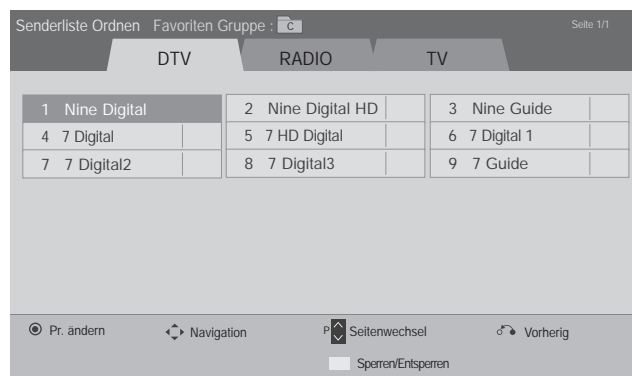 Senderliste Ordnen Favoriten Gruppe : C Seite 1/1
DTV RADIO TV
1 Nine Digital 2 Nine Digital HD 3 Nine Guide
4 7 Digital 5 7 HD Digital 6 7 Digital 1
7 7 Digital2 8 7 Digital3 9 7 Guide
Pr. ändern Navigation P Seitenwechsel Vorherig
Sperren/Entsperren